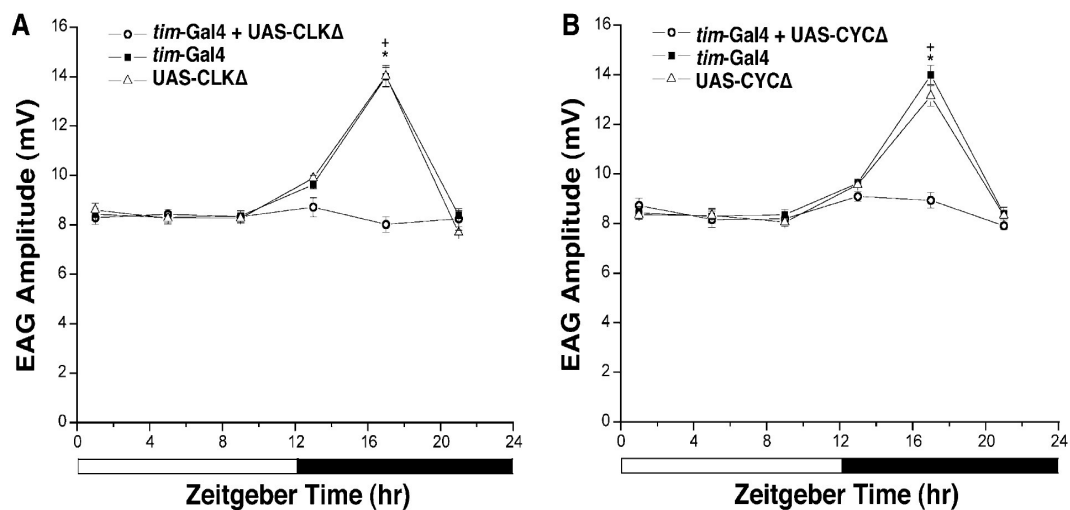 A
tim-Gal4 + UAS-CLKΔ
tim-Gal4
UAS-CLKΔ
+
*
EAG Amplitude (mV)
16
14
12
10
8
6
4
2
0
0 4 8 12 16 20 24
Zeitgeber Time (hr)
B
tim-Gal4 + UAS-CYCΔ
tim-Gal4
UAS-CYCΔ
+
*
EAG Amplitude (mV)
16
14
12
10
8
6
4
2
0
0 4 8 12 16 20 24
Zeitgeber Time (hr)